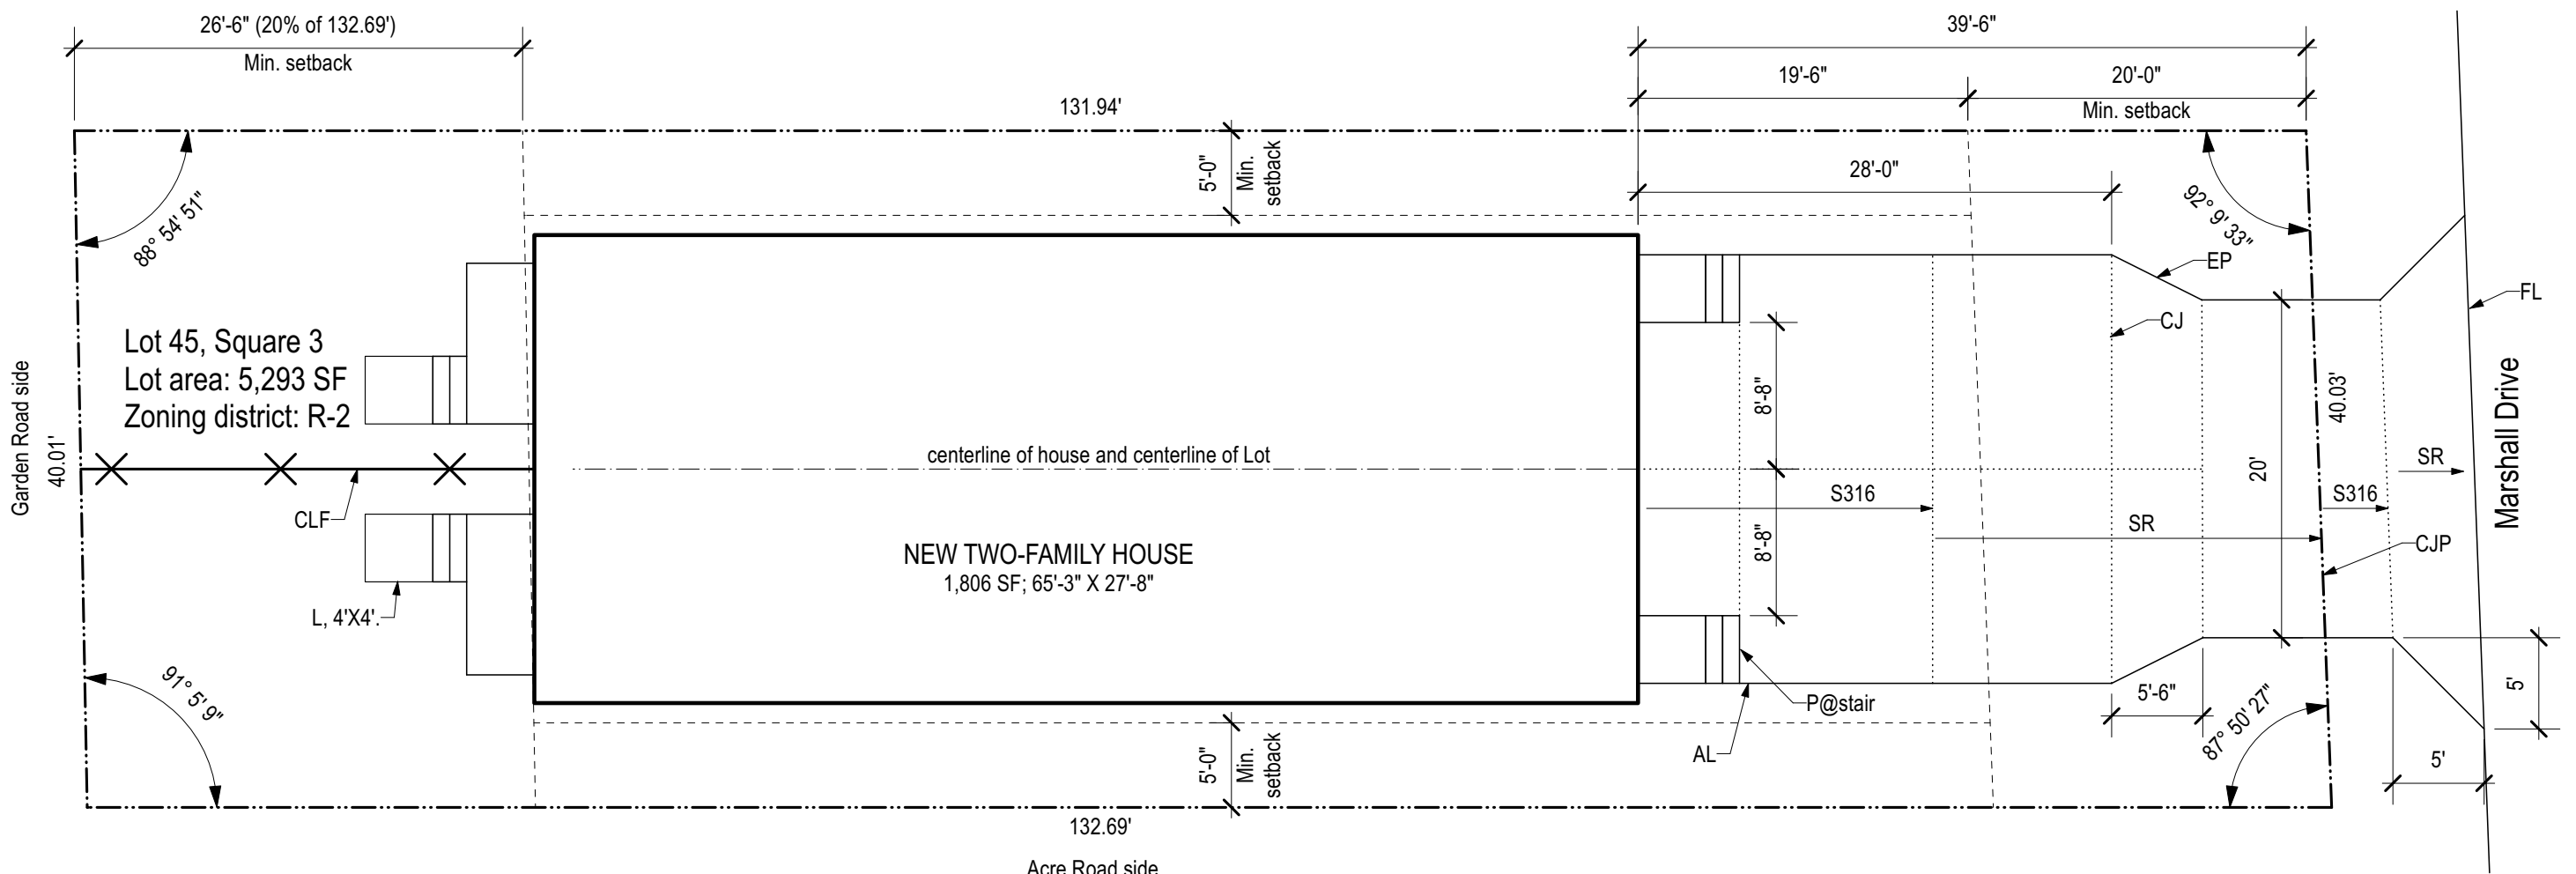 26'-6" (20% of 132.69')
Min. setback
39'-6"
19'-6"
20'-0"
Min. setback
131.94'
5'-0"
Min.
setback
28'-0"
88° 54' 51"
92° 9' 33"
EP
CJ
FL
Lot 45, Square 3
Lot area: 5,293 SF
Zoning district: R-2
Garden Road side
40.01'
CLF
L, 4'X4'.
91° 5' 9"
centerline of house and centerline of Lot
NEW TWO-FAMILY HOUSE
1,806 SF; 65'-3" X 27'-8"
8'-8"
8'-8"
S316
SR
20'
40.03'
S316
SR
CJP
Marshall Drive
P@stair
AL
5'-6"
87° 50' 27"
5'
5'
5'-0"
Min.
setback
132.69'
Acre Road side